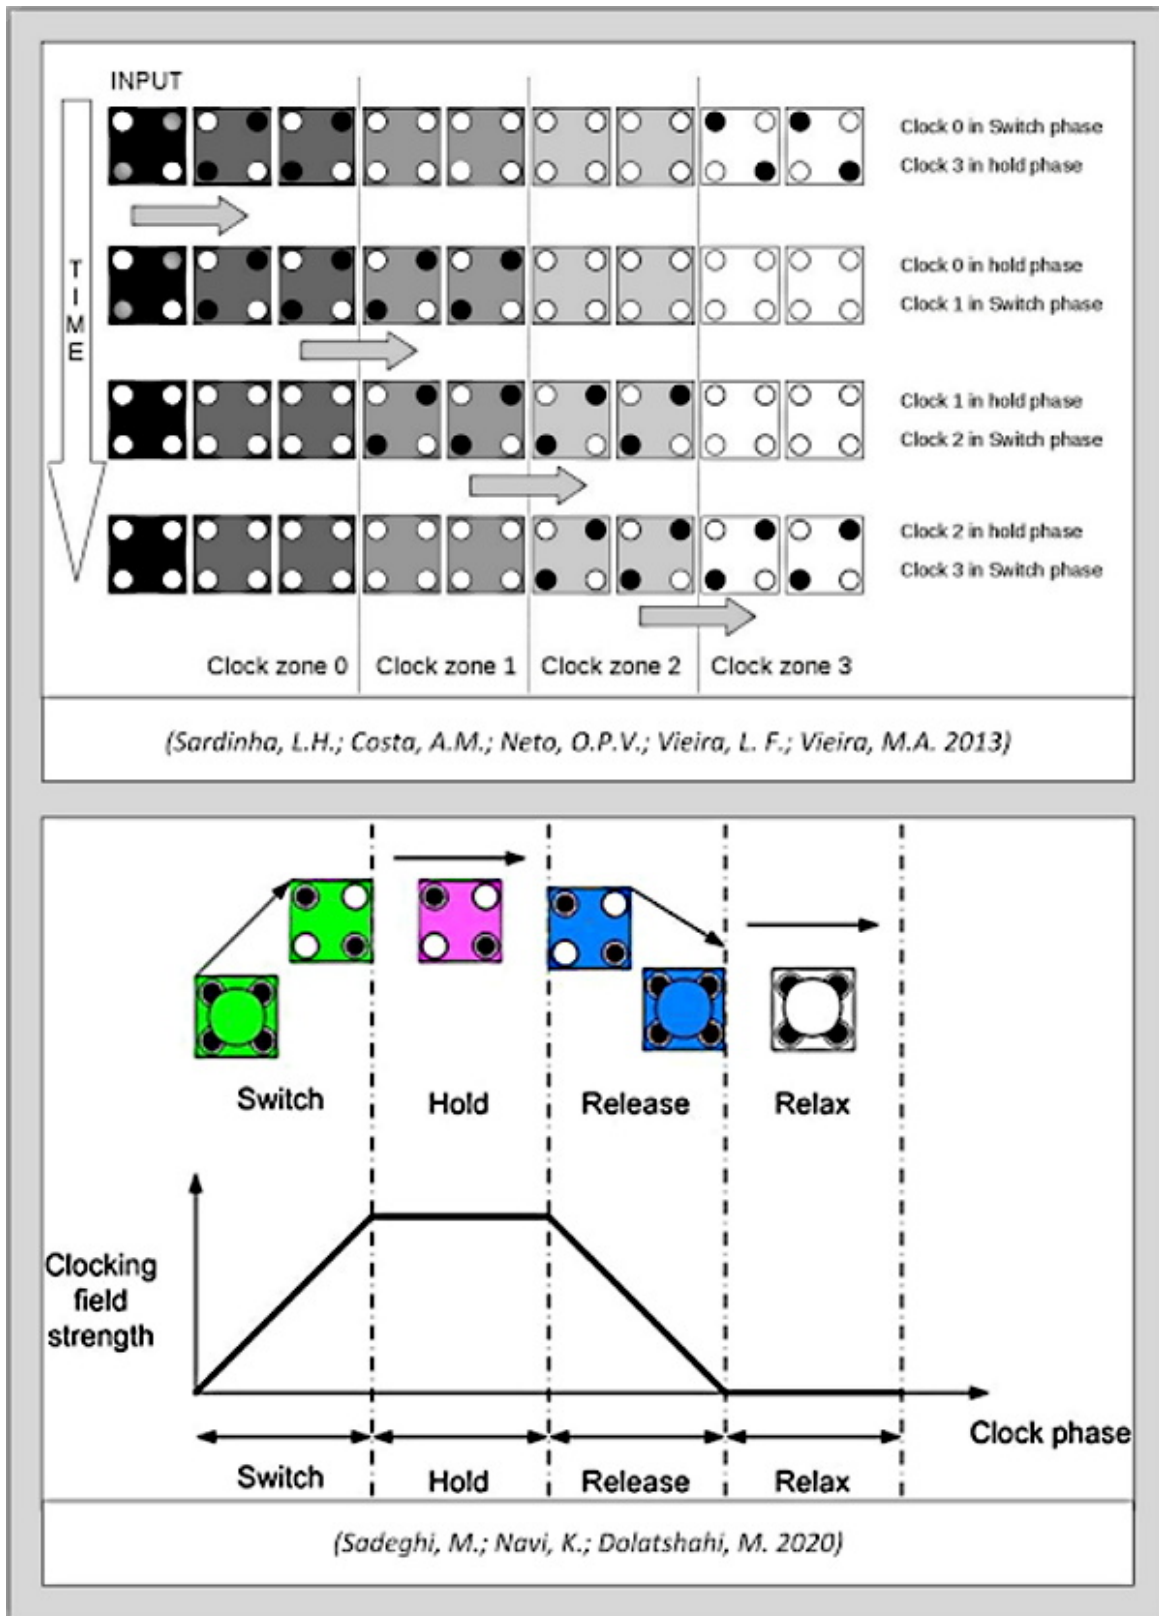 INPUT
TIME
Clock 0 in Switch phase
Clock 3 in hold phase
Clock 0 in hold phase
Clock 1 in Switch phase
Clock 1 in hold phase
Clock 2 in Switch phase
Clock 2 in hold phase
Clock 3 in Switch phase
Clock zone 0 Clock zone 1 Clock zone 2 Clock zone 3
(Sardinha, L.H.; Costa, A.M.; Neto, O.P.V.; Vieira, L. F.; Vieira, M.A. 2013)
Switch Hold Release Relax
Clocking
field
strength
Clock phase
Switch Hold Release Relax
(Sadeghi, M.; Navi, K.; Dolatshahi, M. 2020)